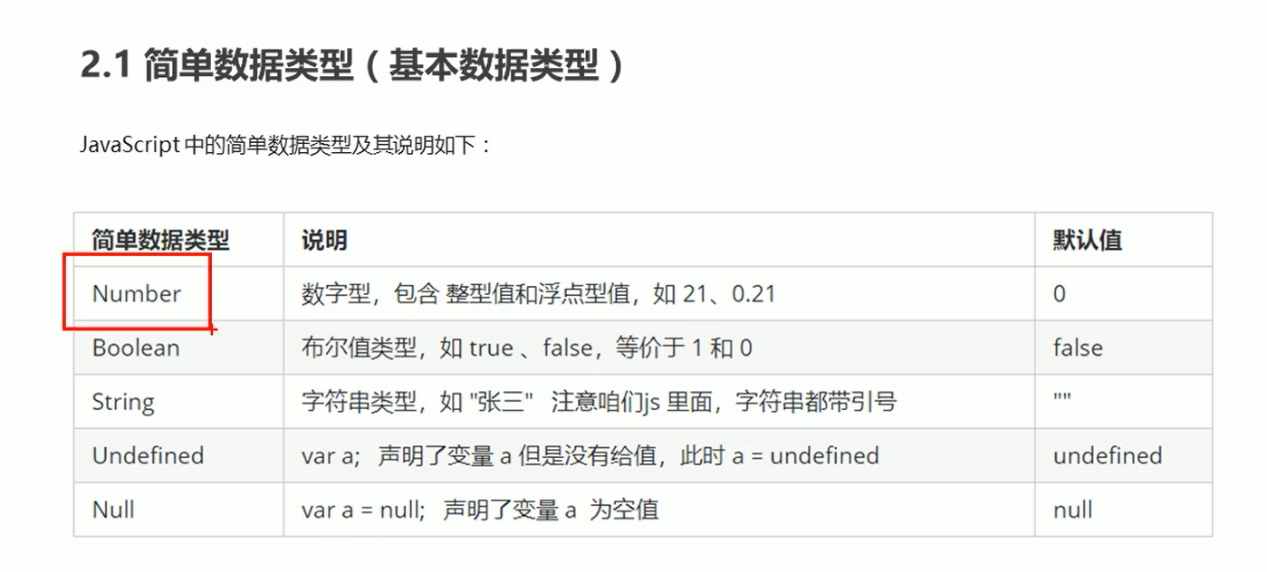 2.1 简单数据类型（基本数据类型）
JavaScript 中的简单数据类型及其说明如下：
简单数据类型 说明 默认值
Number 数字型，包含 整型值和浮点型值，如 21、0.21 0
Boolean 布尔值类型，如 true 、false，等价于 1 和 0 false
String 字符串类型，如 "张三" 注意咱们js 里面，字符串都带引号 ""
Undefined var a; 声明了变量 a 但是没有给值，此时 a = undefined undefined
Null var a = null; 声明了变量 a 为空值 null